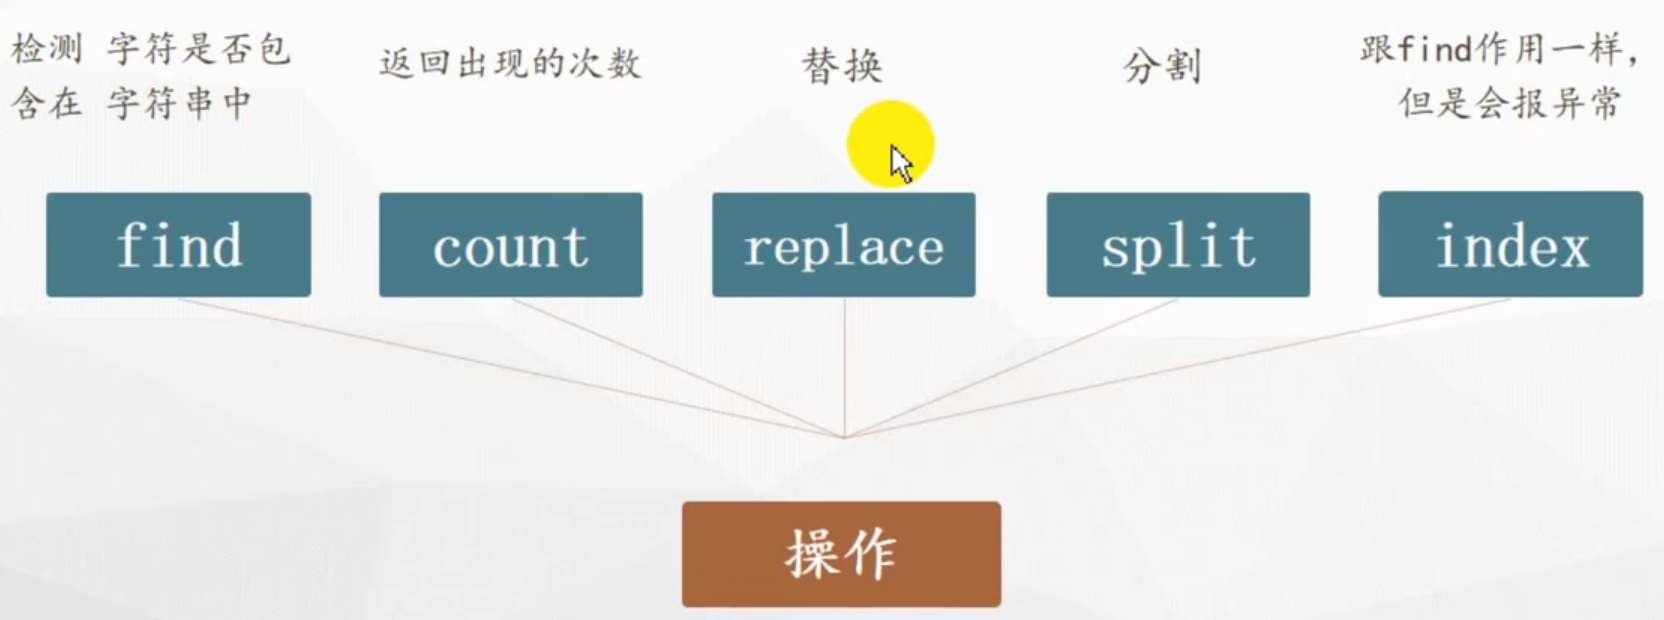 检测 字符是否包
含在 字符串中
返回出现的次数
替换
分割
跟find作用一样,
但是会报异常
find
count
replace
split
index
操作